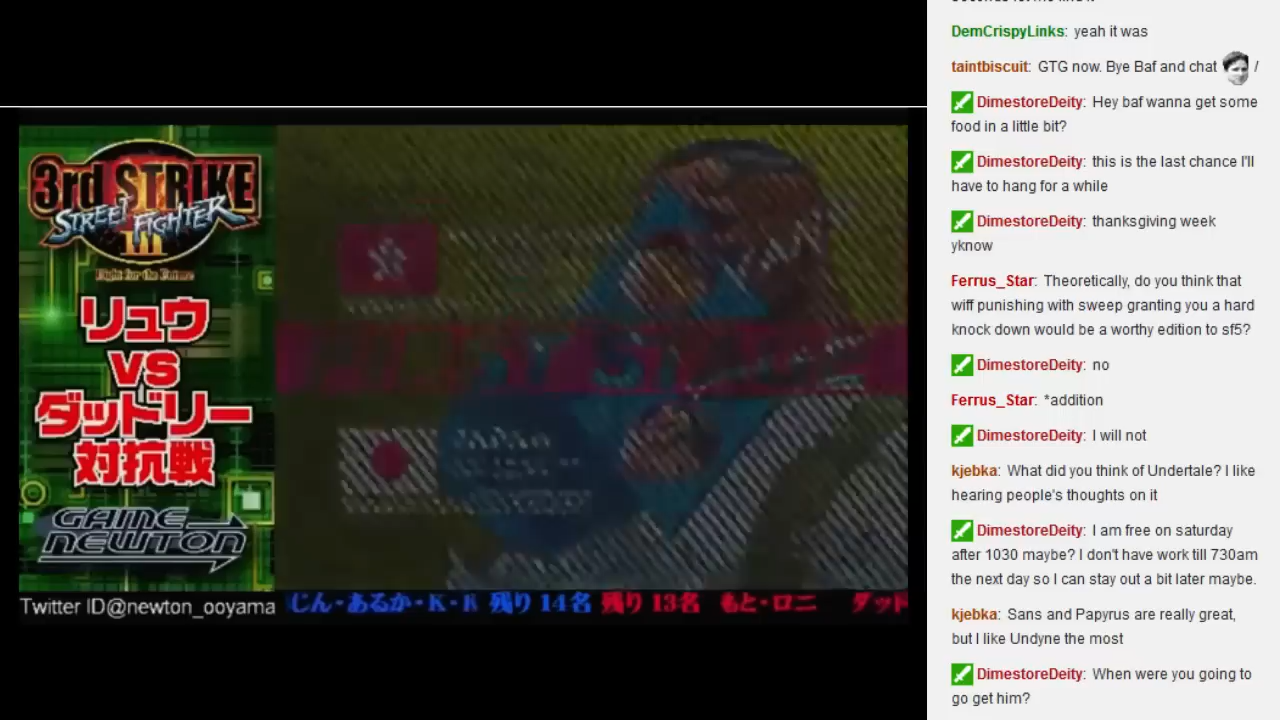 3rd STRIKE
STREET FIGHTER
III
Fight for the Future
リュウ
VS
ダッドリー
対抗戦
GAME
NEWTON
Twitter ID@newton_ooyama
じん・あるか・K・K 残り14名 残り13名 もと・ロニ ダッド
Japan
DemCrispyLinks: yeah it was
taintbiscuit: GTG now. Bye Baf and chat /
DimestoreDeity: Hey baf wanna get some
food in a little bit?
DimestoreDeity: this is the last chance I'll
have to hang for a while
DimestoreDeity: thanksgiving week
yknow
Ferrus_Star: Theoretically, do you think that
wiff punishing with sweep granting you a hard
knock down would be a worthy edition to sf5?
DimestoreDeity: no
Ferrus_Star: *addition
DimestoreDeity: I will not
kjebka: What did you think of Undertale? I like
hearing people's thoughts on it
DimestoreDeity: I am free on saturday
after 1030 maybe? I don't have work till 730am
the next day so I can stay out a bit later maybe.
kjebka: Sans and Papyrus are really great,
but I like Undyne the most
DimestoreDeity: When were you going to
go get him?